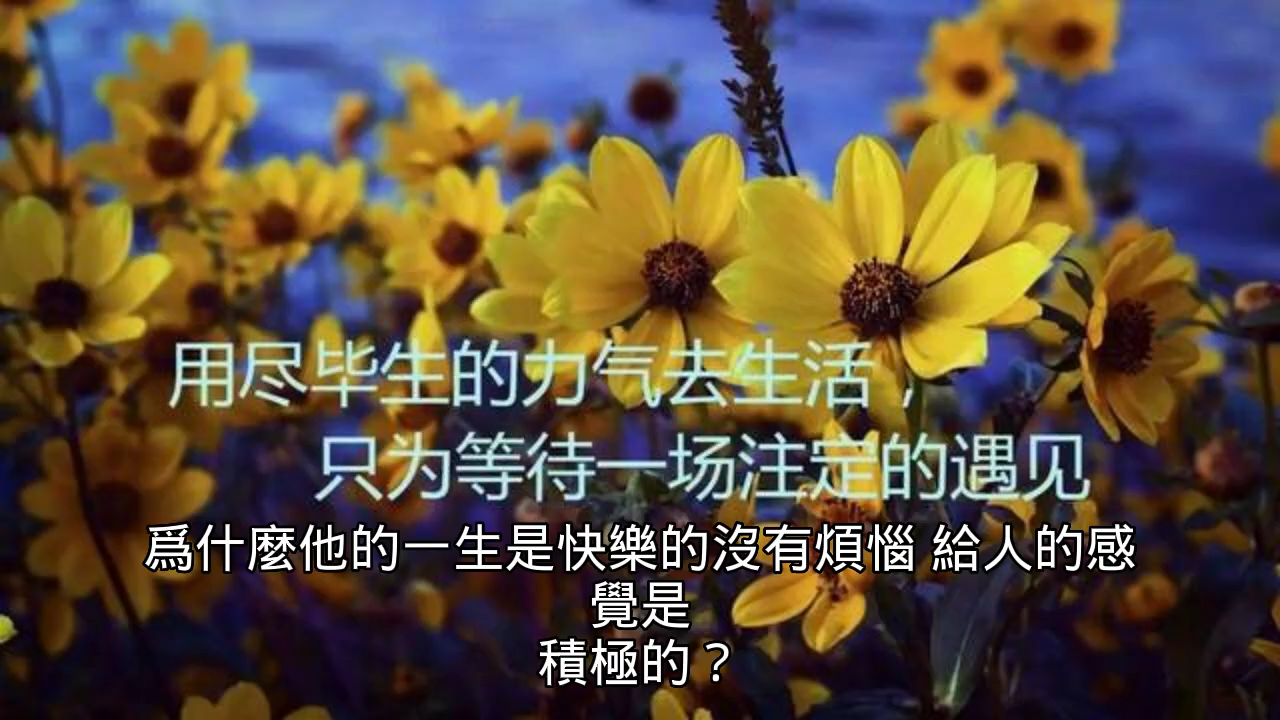 用尽毕生的力气去生活，
只为等待一场注定的遇见
爲什麼他的一生是快樂的沒有煩惱 給人的感
覺是
積極的？